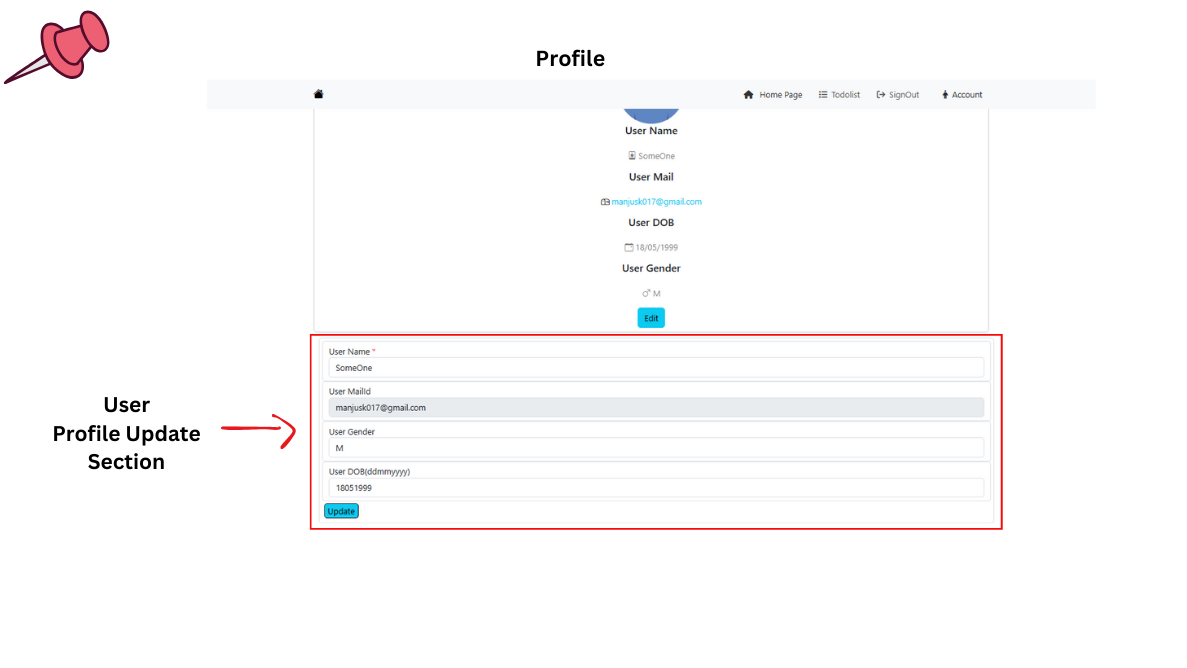 Profile
Home Page Todolist SignOut Account
User Name
SomeOne
User Mail
manjusk017@gmail.com
User DOB
18/05/1999
User Gender
M
Edit
User Name *
SomeOne
User MailId
manjusk017@gmail.com
User Gender
M
User DOB(ddmmyyyy)
18051999
Update
User
Profile Update
Section